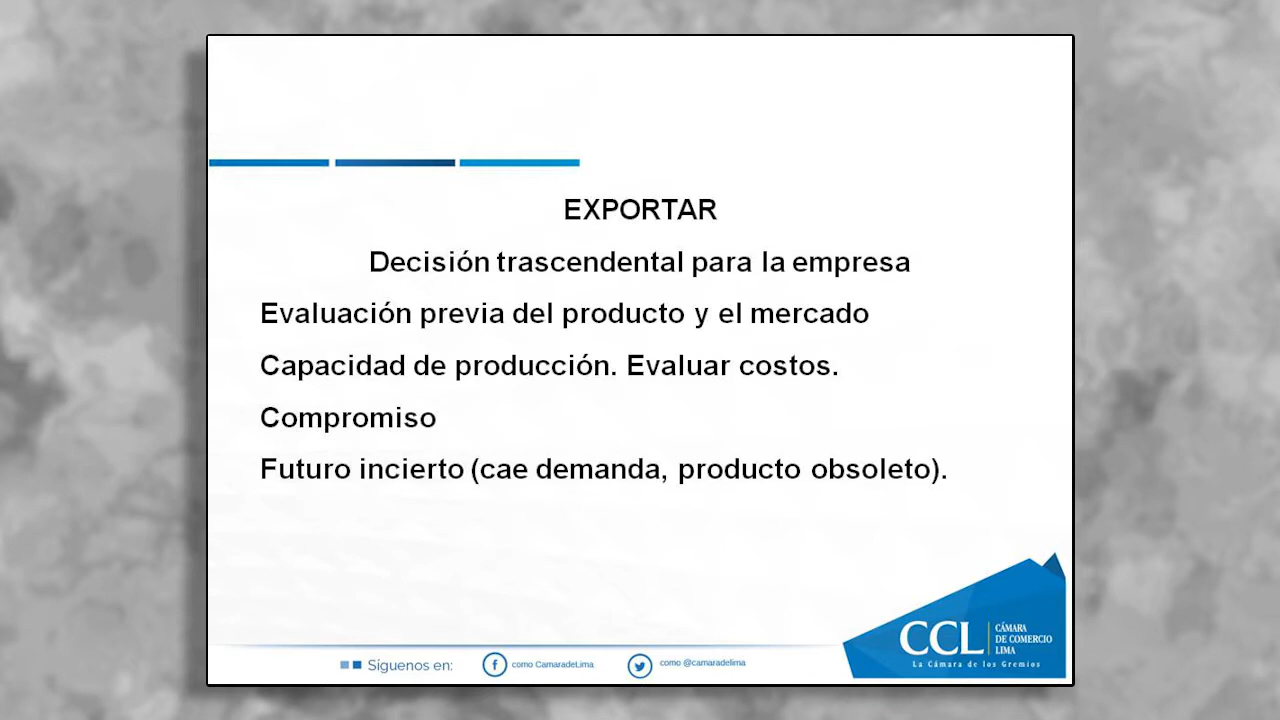 EXPORTAR
Decisión trascendental para la empresa
Evaluación previa del producto y el mercado
Capacidad de producción. Evaluar costos.
Compromiso
Futuro incierto (cae demanda, producto obsoleto).
CCL
CÁMARA
DE COMERCIO
LIMA
La Cámara de los Gremios
Síguenos en: f como CamaradeLima como @camaradelima